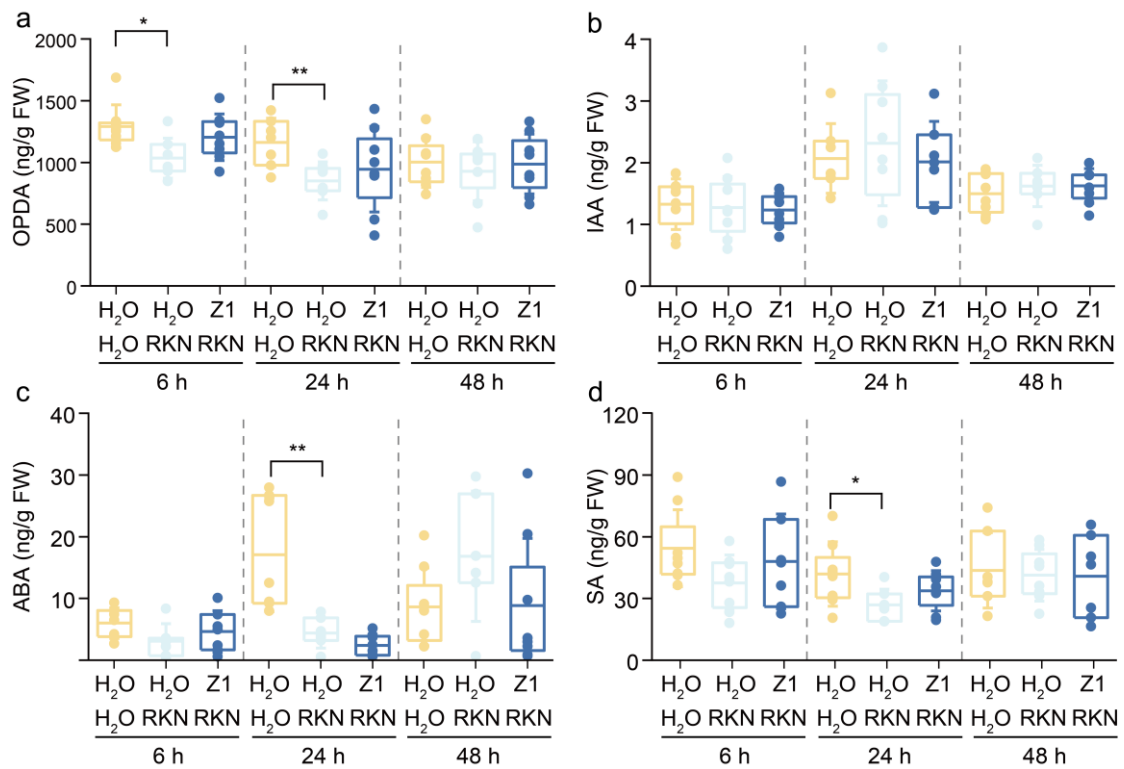 a
OPDA (ng/g FW)
2000
1500
1000
500
0
*
**
H₂O H₂O Z1 H₂O H₂O Z1 H₂O H₂O Z1
H₂O RKN RKN H₂O RKN RKN H₂O RKN RKN
6 h 24 h 48 h
b
IAA (ng/g FW)
4
3
2
1
0
H₂O H₂O Z1 H₂O H₂O Z1 H₂O H₂O Z1
H₂O RKN RKN H₂O RKN RKN H₂O RKN RKN
6 h 24 h 48 h
c
ABA (ng/g FW)
40
30
20
10
**
H₂O H₂O Z1 H₂O H₂O Z1 H₂O H₂O Z1
H₂O RKN RKN H₂O RKN RKN H₂O RKN RKN
6 h 24 h 48 h
d
SA (ng/g FW)
120
90
60
30
0
*
H₂O H₂O Z1 H₂O H₂O Z1 H₂O H₂O Z1
H₂O RKN RKN H₂O RKN RKN H₂O RKN RKN
6 h 24 h 48 h